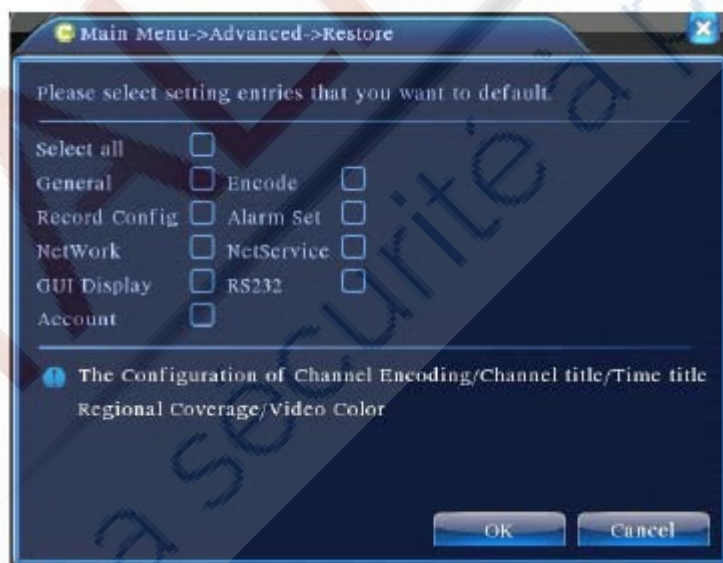 Main Menu->Advanced->Restore
Please select setting entries that you want to default.
Select all
General Encode
Record Config Alarm Set
NetWork NetService
GUI Display RS232
Account
The Configuration of Channel Encoding/Channel title/Time title
Regional Coverage/Video Color
OK Cancel
a securité à